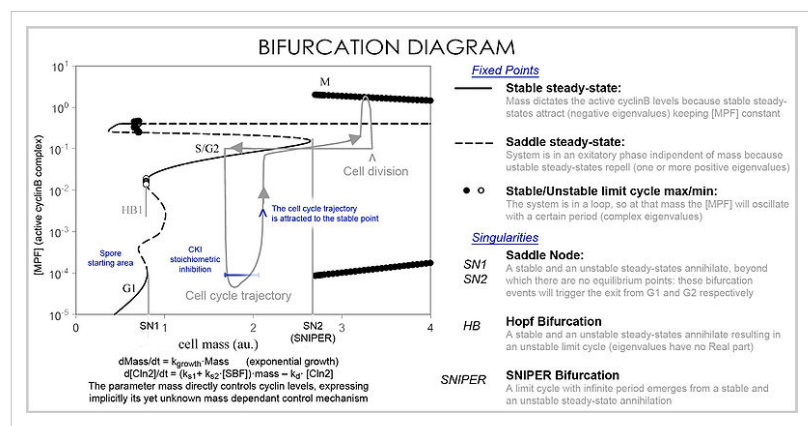 BIFURCATION DIAGRAM
[MPF] (active cyclinB complex)
10^1
10^0
10^-1
10^-2
10^-3
10^-4
10^-5
M
S/G2
Cell division
HB1
The cell cycle trajectory
is attracted to the stable point
Spore
starting area
CKI
stoichiometric
inhibition
G1
Cell cycle trajectory
0 SN1 1 2 SN2 3 4
(SNIPER)
cell mass (au.)
dMass/dt = kgrowth·Mass (exponential growth)
d[Cln2]/dt = (ks1+ ks2·[SBF])·mass – kd· [Cln2]
The parameter mass directly controls cyclin levels, expressing
implicitly its yet unknown mass dependant control mechanism
Fixed Points
Stable steady-state:
Mass dictates the active cyclinB levels because stable steady-
states attract (negative eigenvalues) keeping [MPF] constant
Saddle steady-state:
System is in an exitatory phase indipendent of mass because
ustable steady-states repell (one or more positive eigenvalues)
Stable/Unstable limit cycle max/min:
The system is in a loop, so at that mass the [MPF] will oscillate
with a certain period (complex eigenvalues)
Singularities
SN1
SN2
Saddle Node:
A stable and an unstable steady-states annihilate, beyond
which there are no equilibrium points: these bifurcation
events will trigger the exit from G1 and G2 respectively
HB
Hopf Bifurcation
A stable and an unstable steady-states annihilate resulting in
an unstable limit cycle (eigenvalues have no Real part)
SNIPER
SNIPER Bifurcation
A limit cycle with infinite period emerges from a stable and
an unstable steady-state annihilation